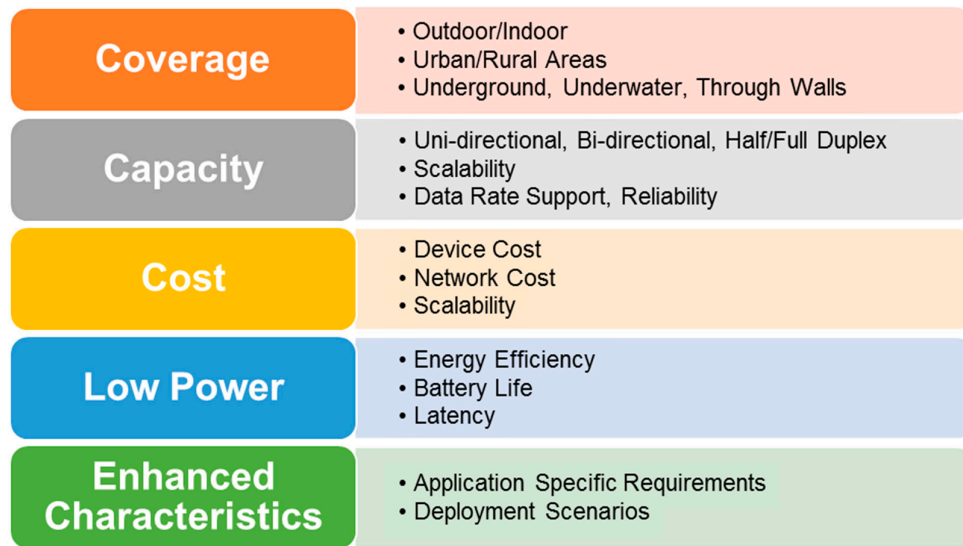 Coverage
• Outdoor/Indoor
• Urban/Rural Areas
• Underground, Underwater, Through Walls
Capacity
• Uni-directional, Bi-directional, Half/Full Duplex
• Scalability
• Data Rate Support, Reliability
Cost
• Device Cost
• Network Cost
• Scalability
Low Power
• Energy Efficiency
• Battery Life
• Latency
Enhanced
Characteristics
• Application Specific Requirements
• Deployment Scenarios